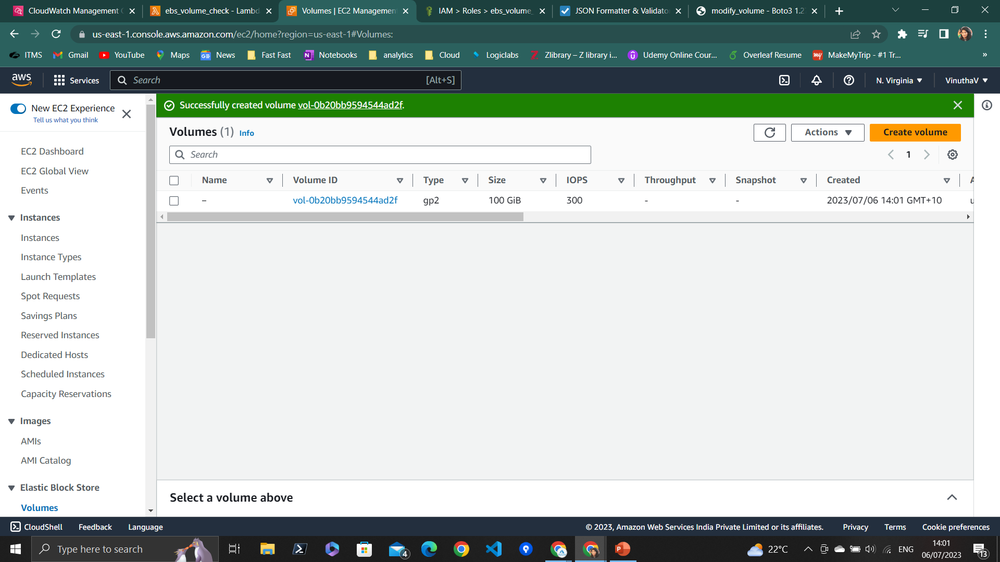 CloudWatch Management
ebs_volume_check - Lambd
Volumes | EC2 Management
IAM > Roles > ebs_volume_
JSON Formatter & Validato
modify_volume - Boto3 1.2
us-east-1.console.aws.amazon.com/ec2/home?region=us-east-1#Volumes:
ITMS
Gmail
YouTube
Maps
News
Fast Fast
Notebooks
analytics
Cloud
Logiclabs
Zlibrary – Z library i...
Udemy Online Cour...
Overleaf Resume
MakeMyTrip - #1 Tr...
»
aws
Services
Search
[Alt+S]
N. Virginia
VinuthaV
New EC2 Experience
Tell us what you think
Successfully created volume vol-0b20bb9594544ad2f.
Volumes (1) Info
Actions
Create volume
Search
1
Name
Volume ID
Type
Size
IOPS
Throughput
Snapshot
Created
–
vol-0b20bb9594544ad2f
gp2
100 GiB
300
-
-
2023/07/06 14:01 GMT+10
EC2 Dashboard
EC2 Global View
Events
Instances
Instances
Instance Types
Launch Templates
Spot Requests
Savings Plans
Reserved Instances
Dedicated Hosts
Scheduled Instances
Capacity Reservations
Images
AMIs
AMI Catalog
Elastic Block Store
Volumes
Select a volume above
CloudShell
Feedback
Language
© 2023, Amazon Web Services India Private Limited or its affiliates.
Privacy
Terms
Cookie preferences
Type here to search
4
22°C
ENG
14:01
06/07/2023
13